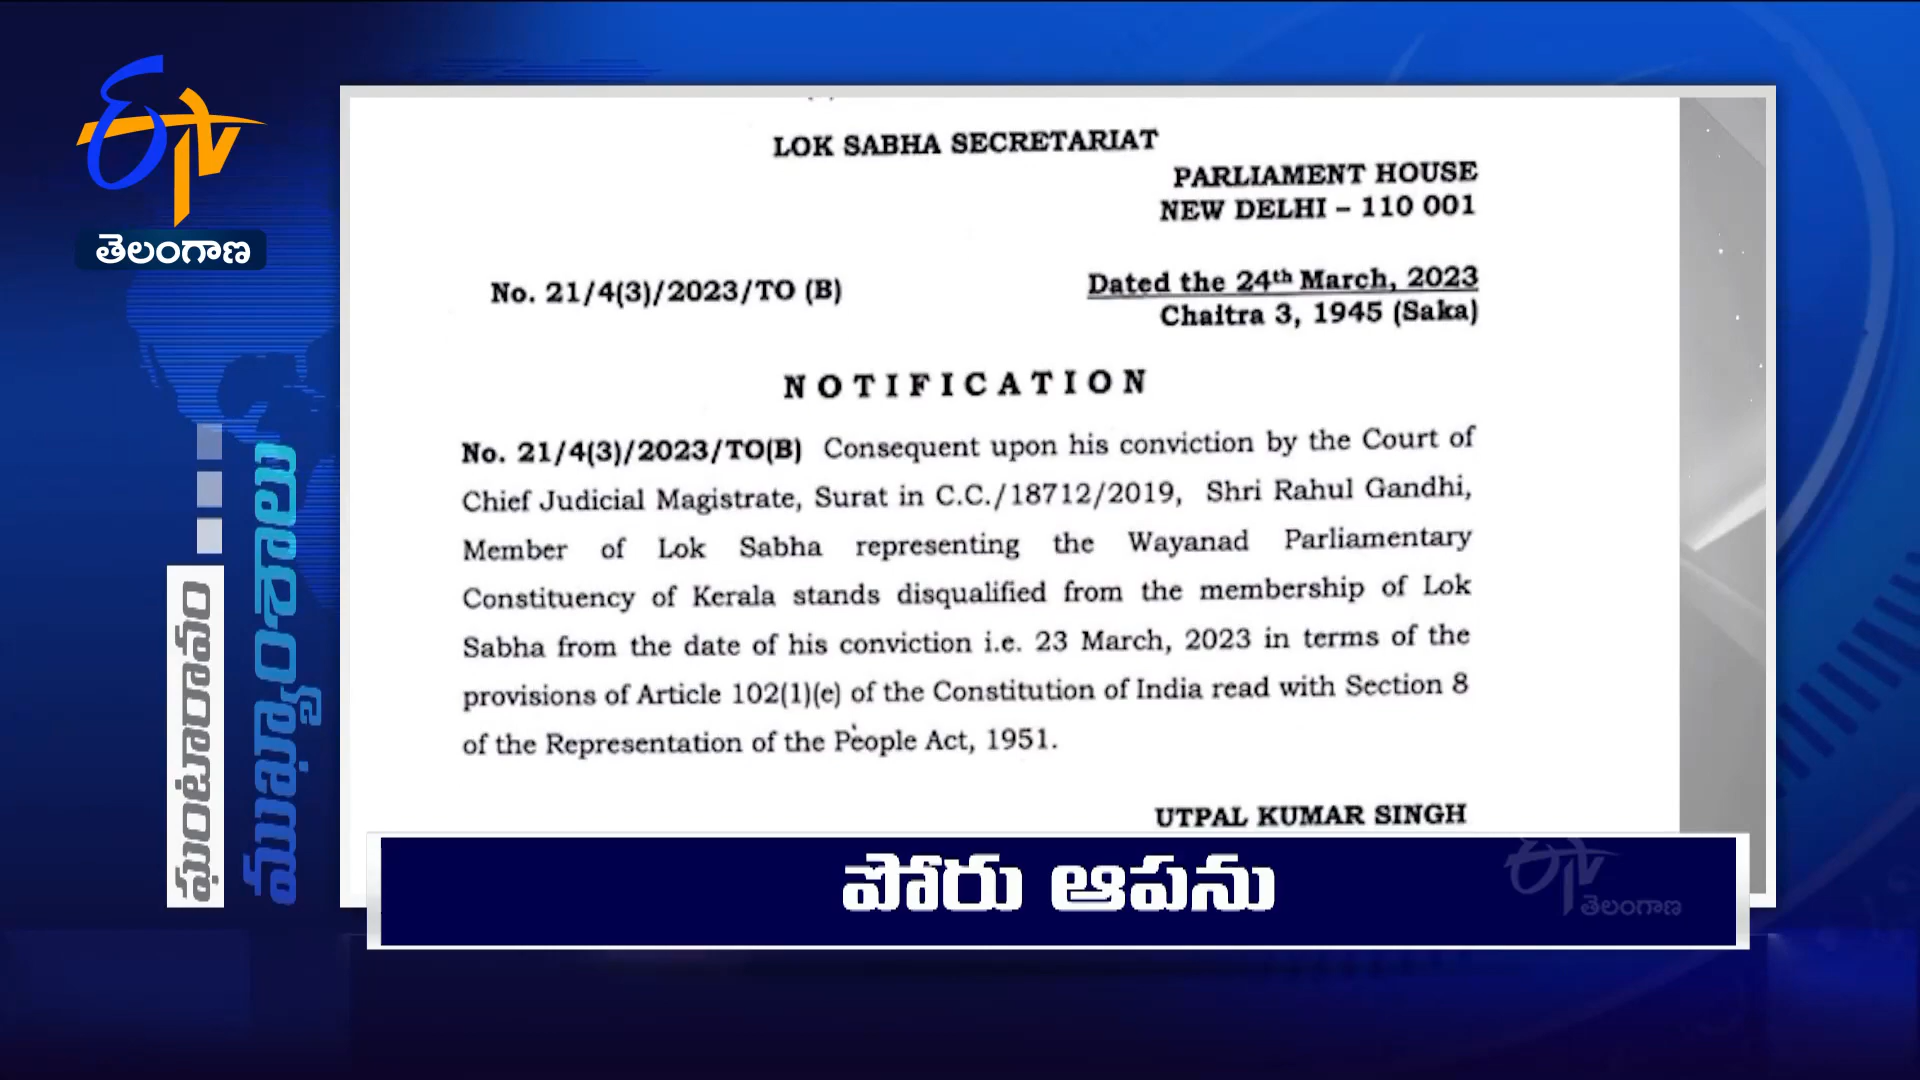 ETV
తెలంగాణ
LOK SABHA SECRETARIAT
PARLIAMENT HOUSE
NEW DELHI – 110 001
No. 21/4(3)/2023/TO (B)
Dated the 24th March, 2023
Chaitra 3, 1945 (Saka)
NOTIFICATION
No. 21/4(3)/2023/TO(B) Consequent upon his conviction by the Court of
Chief Judicial Magistrate, Surat in C.C./18712/2019, Shri Rahul Gandhi,
Member of Lok Sabha representing the Wayanad Parliamentary
Constituency of Kerala stands disqualified from the membership of Lok
Sabha from the date of his conviction i.e. 23 March, 2023 in terms of the
provisions of Article 102(1)(e) of the Constitution of India read with Section 8
of the Representation of the People Act, 1951.
UTPAL KUMAR SINGH
ఘంటారావం
ముఖ్యాంశాలు
పోరు ఆపను
తెలంగాణ